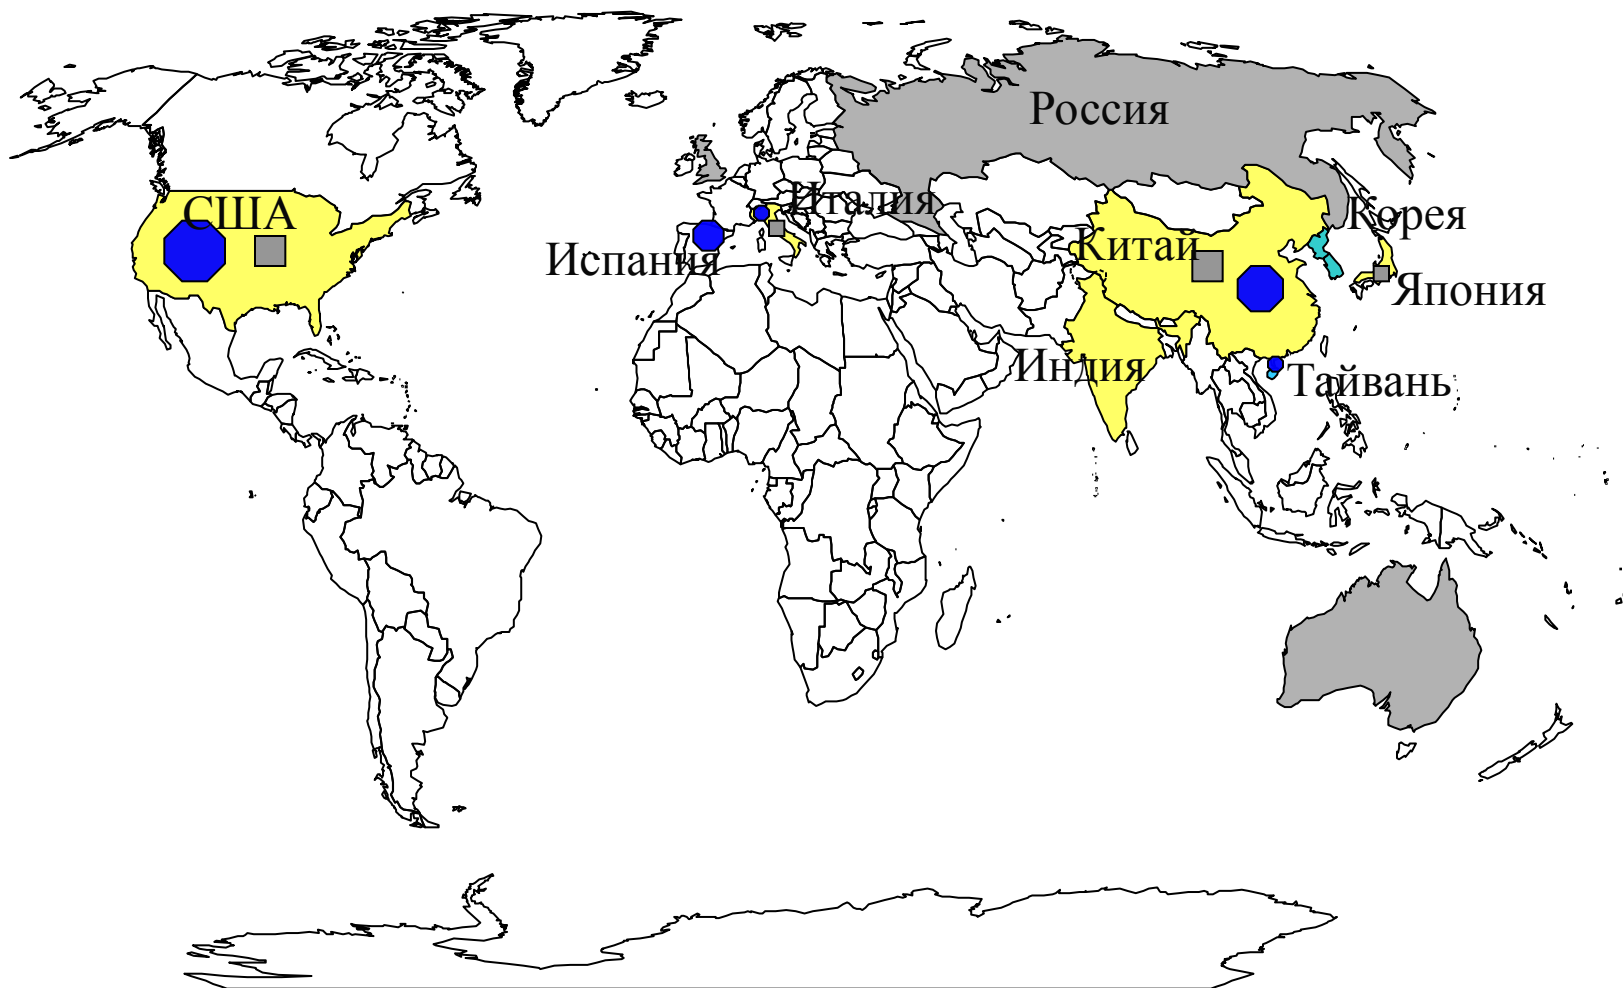 Россия
Италия
США
Корея
Китай
Испания
Япония
Индия
Тайвань